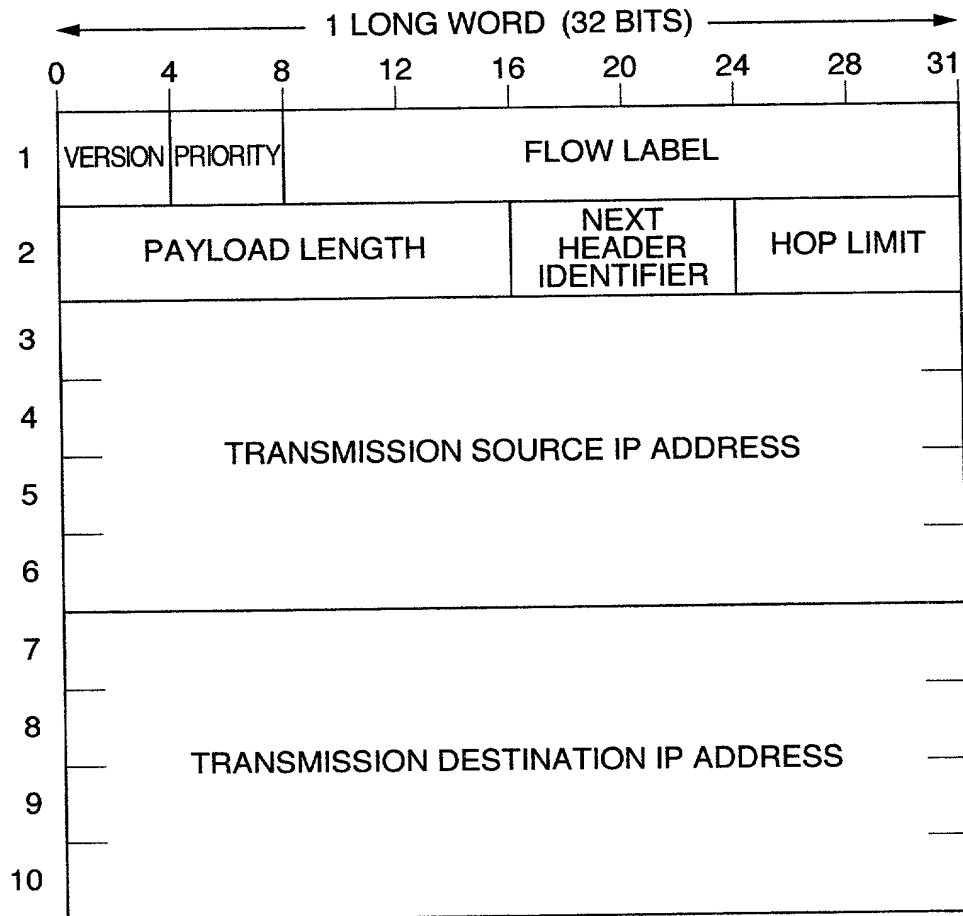 1 LONG WORD (32 BITS)
0 4 8 12 16 20 24 28 31
1 VERSION PRIORITY FLOW LABEL
2 PAYLOAD LENGTH NEXT HEADER IDENTIFIER HOP LIMIT
3
4
TRANSMISSION SOURCE IP ADDRESS
5
6
7
8
TRANSMISSION DESTINATION IP ADDRESS
9
10